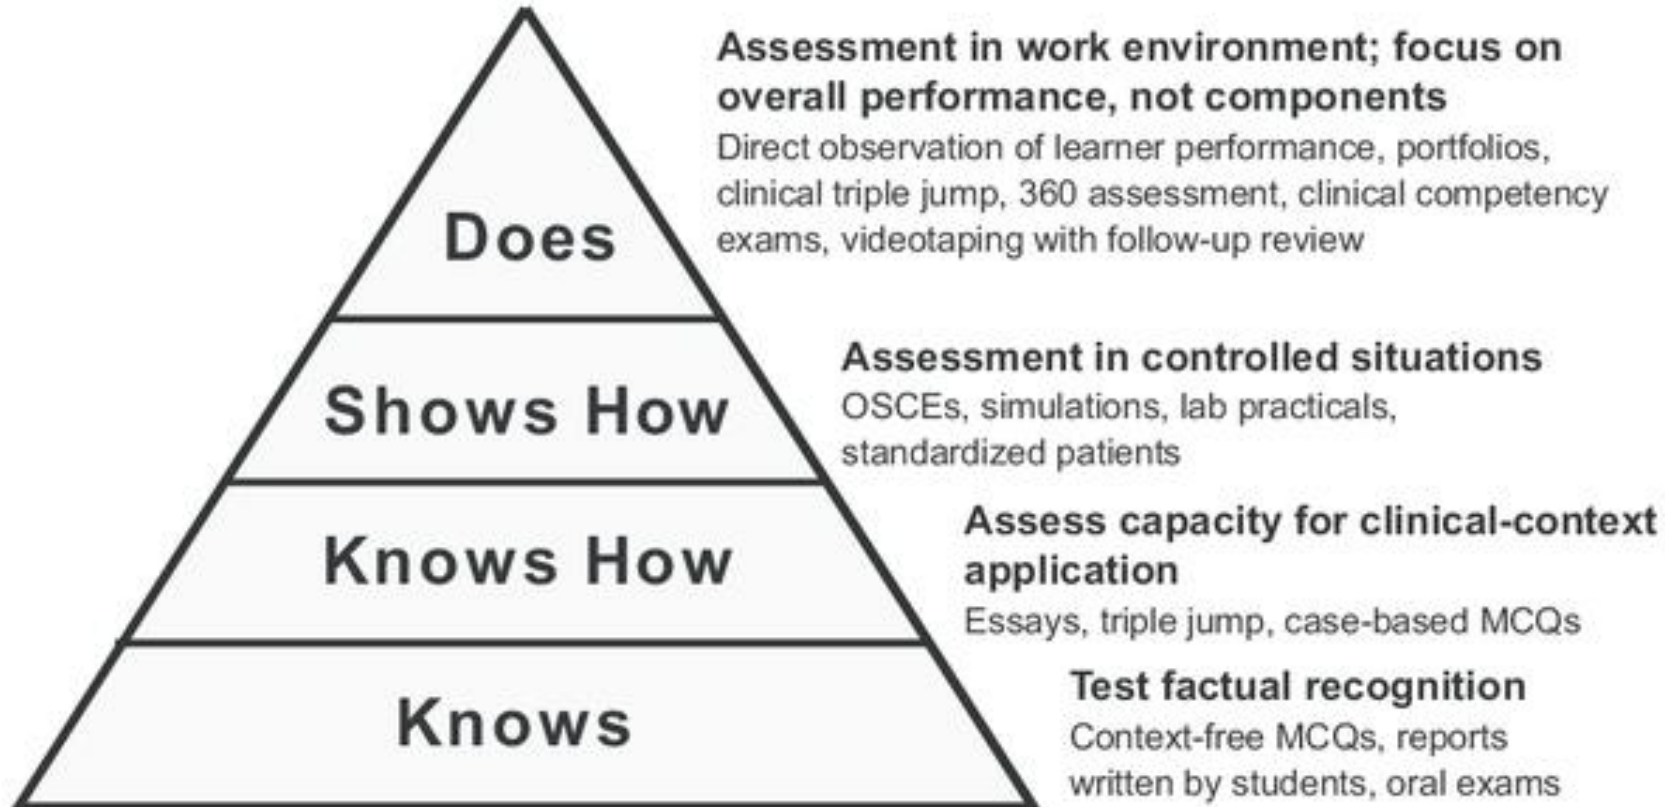 Assessment in work environment; focus on
overall performance, not components
Direct observation of learner performance, portfolios,
clinical triple jump, 360 assessment, clinical competency
exams, videotaping with follow-up review
Does
Assessment in controlled situations
OSCEs, simulations, lab practicals,
standardized patients
Shows How
Assess capacity for clinical-context
application
Essays, triple jump, case-based MCQs
Knows How
Test factual recognition
Context-free MCQs, reports
written by students, oral exams
Knows